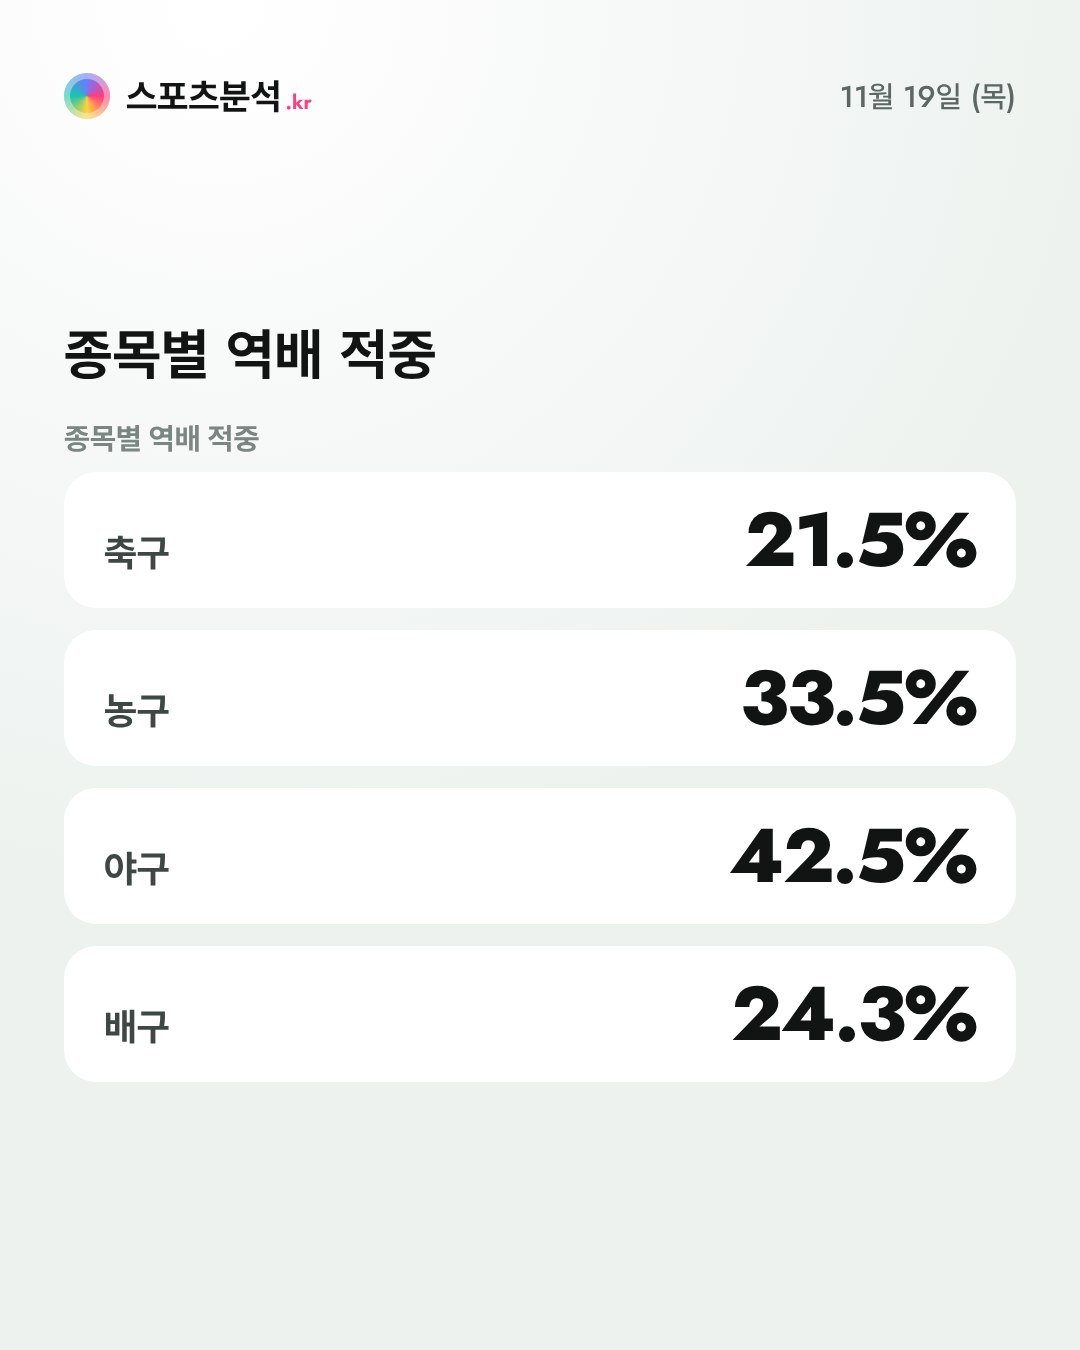 스포츠분석.kr
11월 19일 (목)
종목별 역배 적중
종목별 역배 적중
축구 21.5%
농구 33.5%
야구 42.5%
배구 24.3%